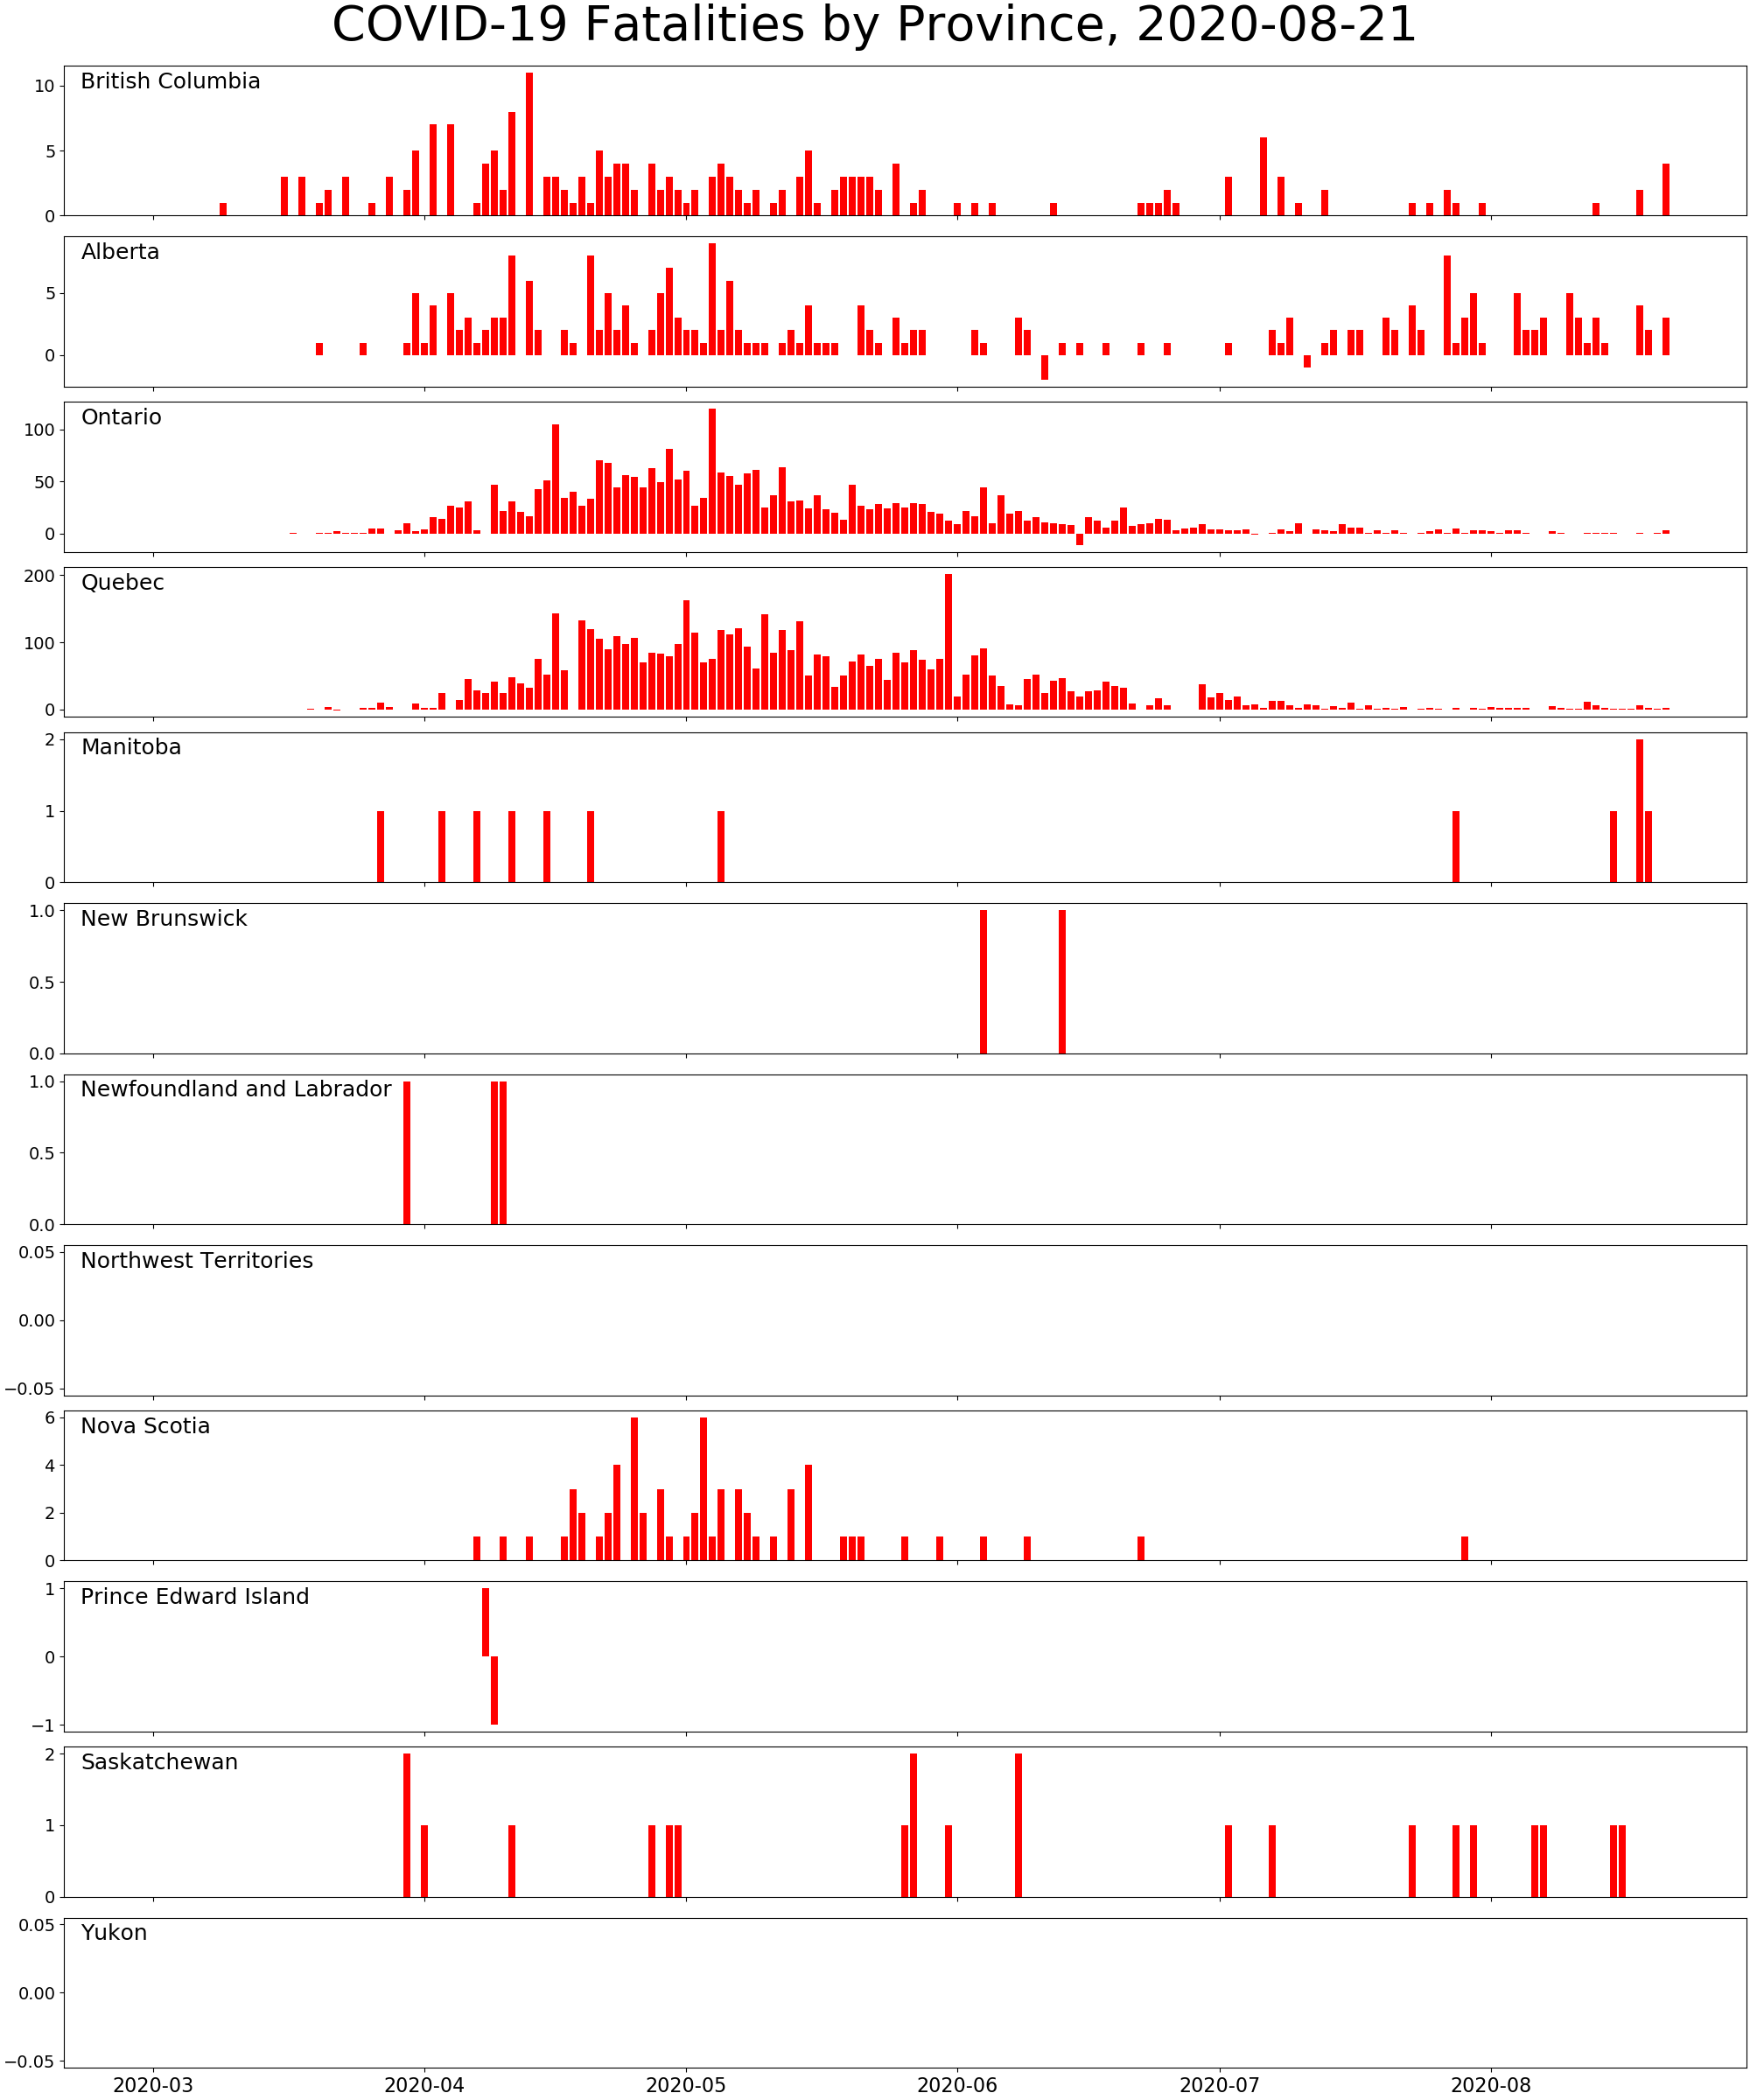 COVID-19 Fatalities by Province, 2020-08-21
British Columbia
10
5
0
Alberta
5
0
Ontario
100
50
0
Quebec
200
100
0
Manitoba
2
1
0
New Brunswick
1.0
0.5
0.0
Newfoundland and Labrador
1.0
0.5
0.0
Northwest Territories
0.05
0.00
−0.05
Nova Scotia
6
4
2
0
Prince Edward Island
1
0
−1
Saskatchewan
2
1
0
Yukon
0.05
0.00
−0.05
2020-03 2020-04 2020-05 2020-06 2020-07 2020-08